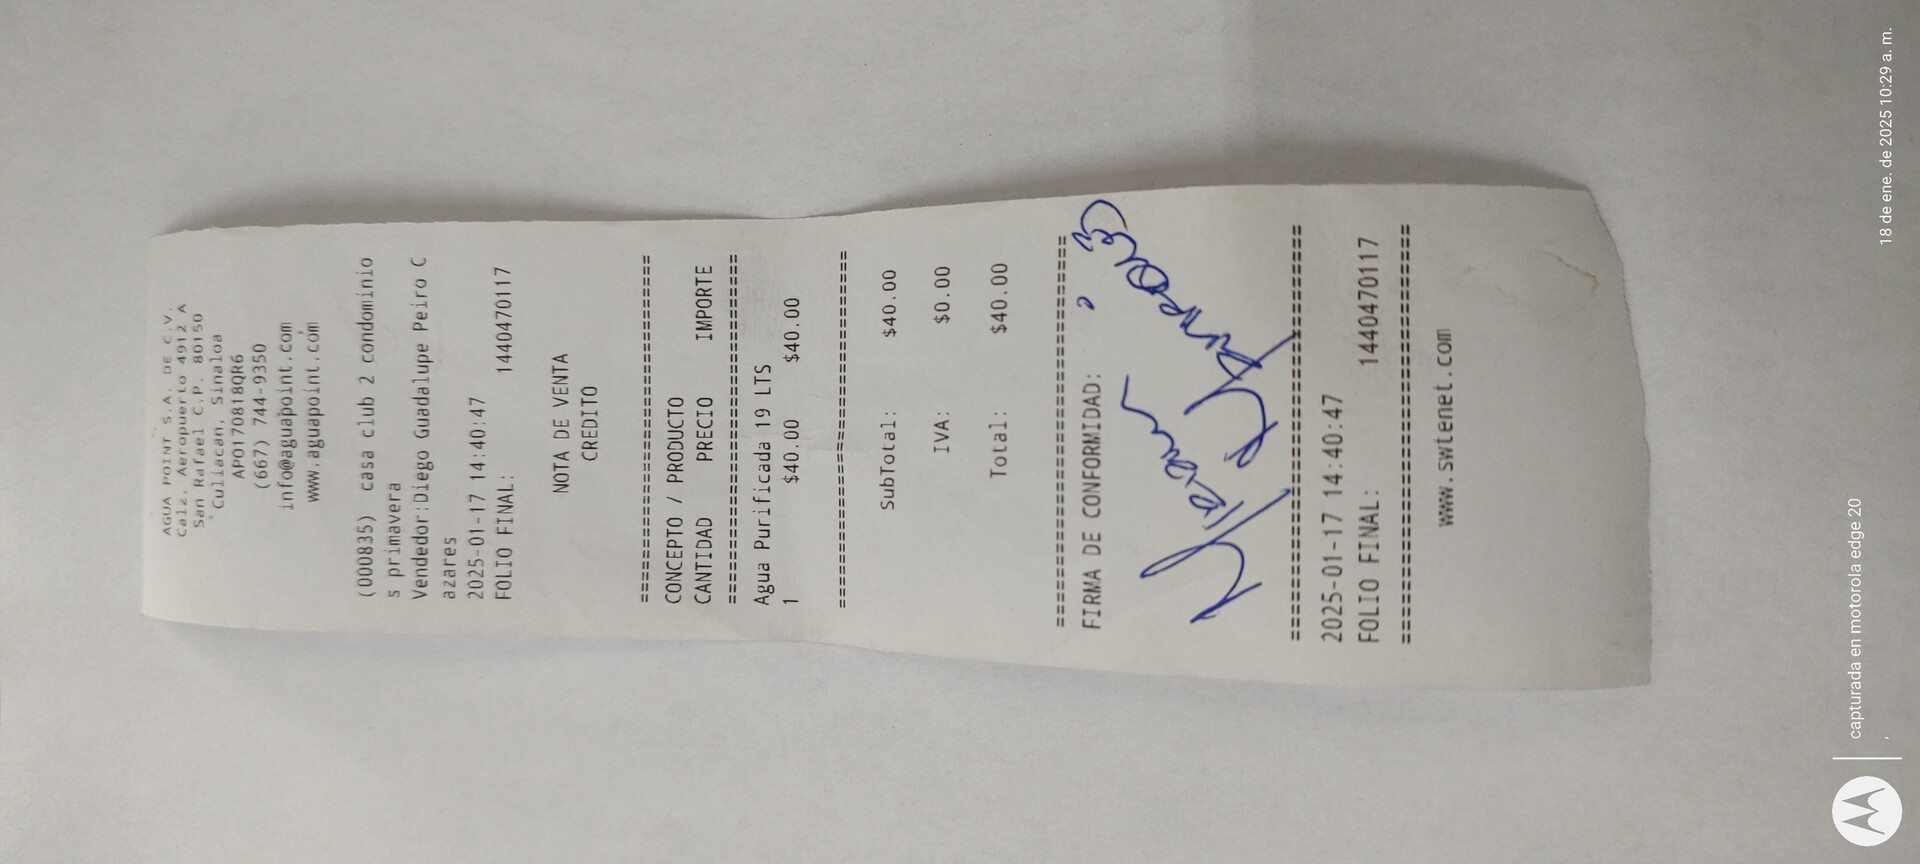 AGUA POINT S.A. DE C.V.
Calz. Aeropuerto 4912 A
San Rafael C.P. 80150
Culiacan, Sinaloa
APO170818QR6
(667) 744-9350
info@aguapoint.com
www.aguapoint.com
(000835) casa club 2 condominio
s primavera
Vendedor:Diego Guadalupe Peiro C
azares
2025-01-17 14:40:47
FOLIO FINAL: 1440470117
NOTA DE VENTA
CREDITO
================================
CONCEPTO / PRODUCTO
CANTIDAD PRECIO IMPORTE
================================
Agua Purificada 19 LTS
1 $40.00 $40.00
================================
SubTotal: $40.00
IVA: $0.00
Total: $40.00
================================
FIRMA DE CONFORMIDAD:
================================
2025-01-17 14:40:47
FOLIO FINAL: 1440470117
================================
www.swtenet.com
capturada en motorola edge 20
18 de ene. de 2025 10:29 a. m.